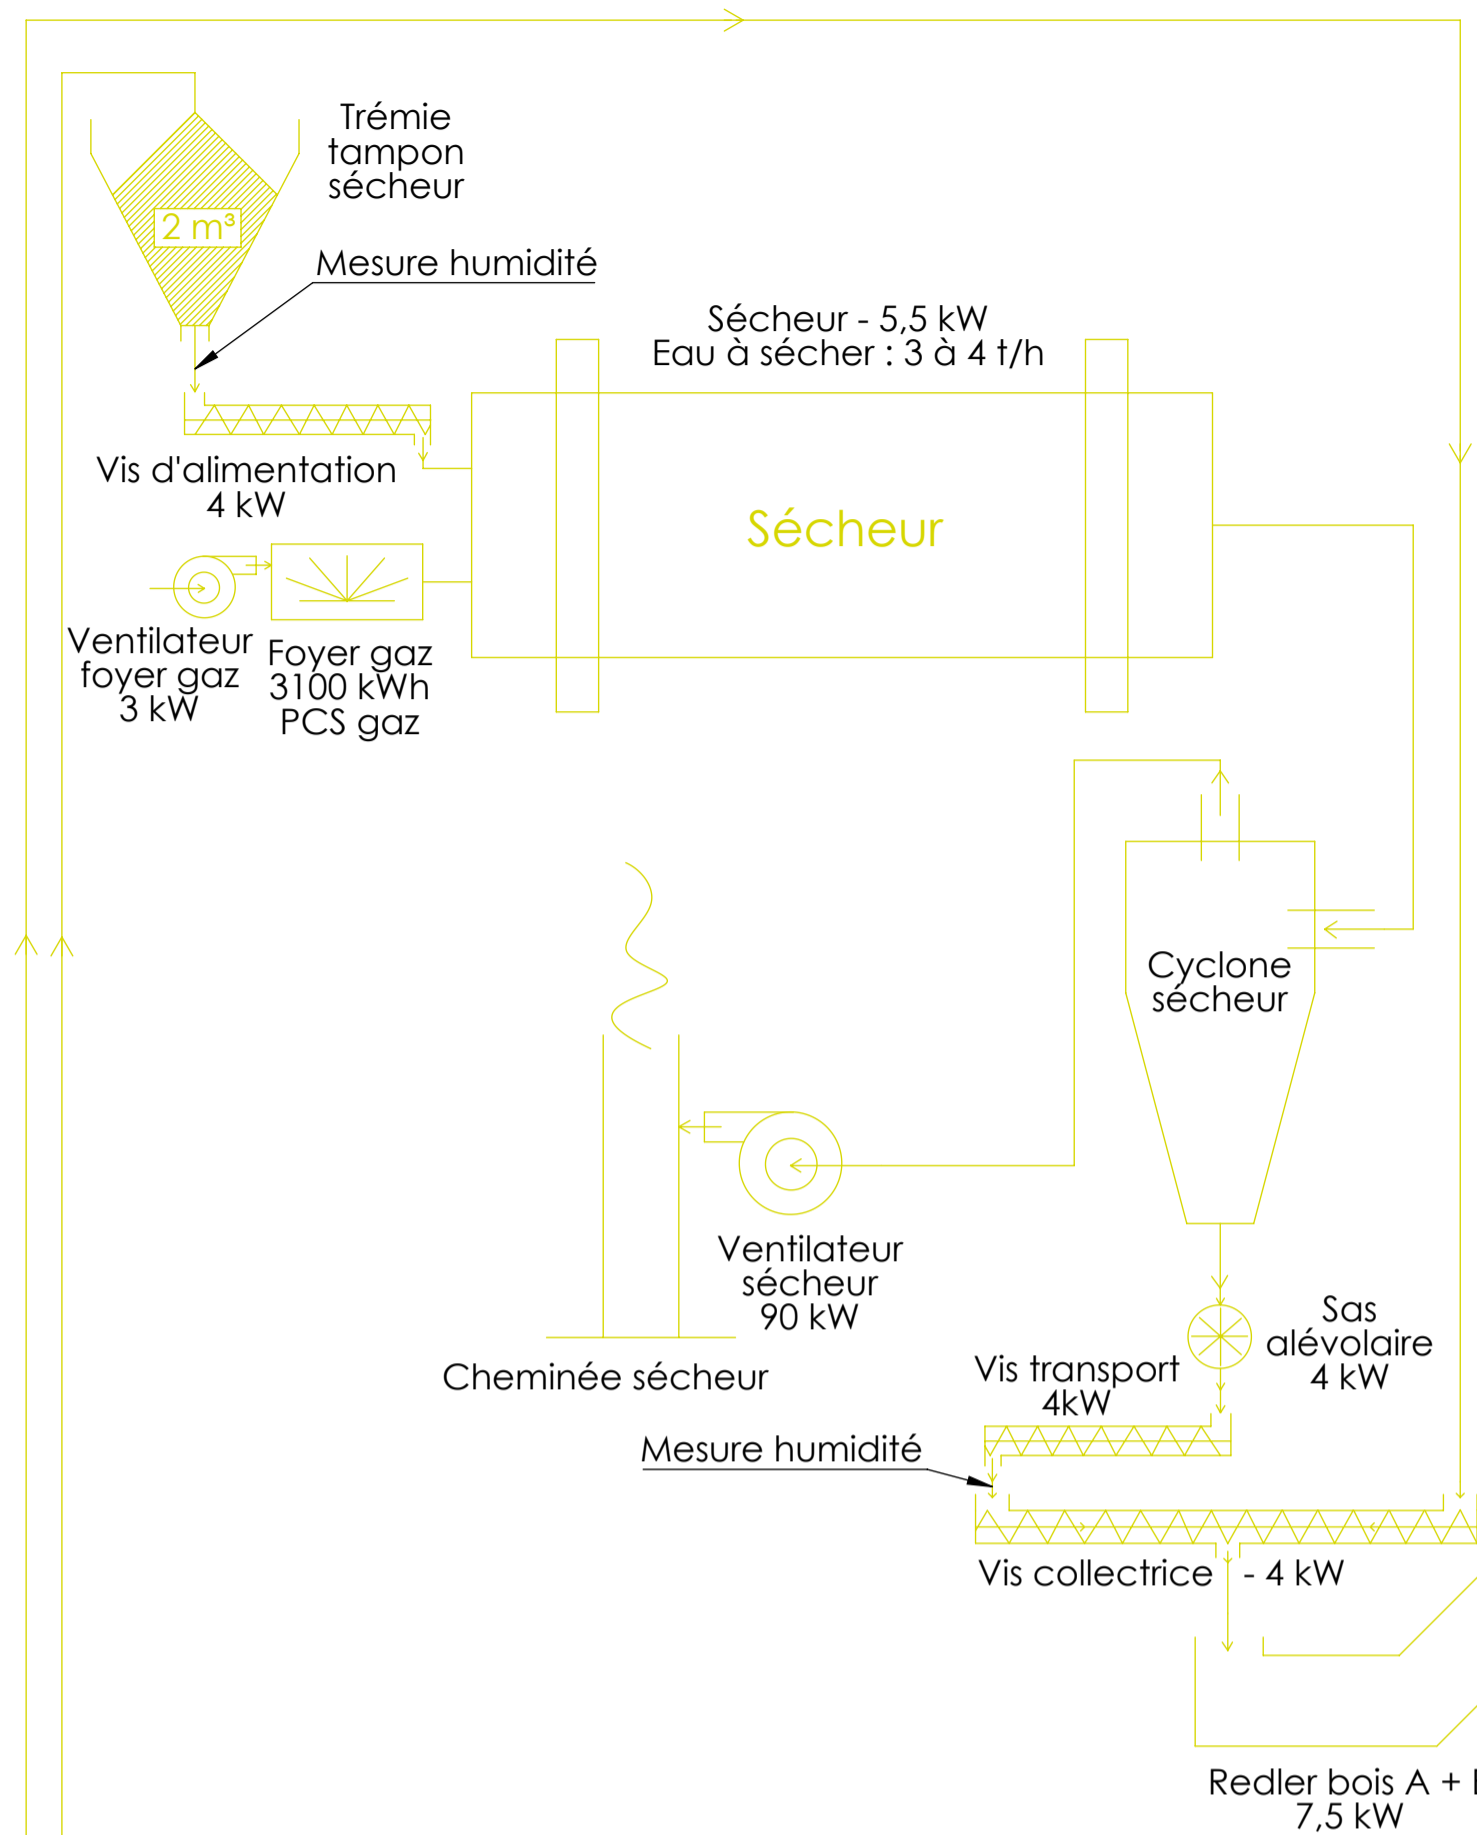 Trémie
tampon
sécheur
2 m³
Mesure humidité
Sécheur - 5,5 kW
Eau à sécher : 3 à 4 t/h
Vis d'alimentation
4 kW
Sécheur
Ventilateur
foyer gaz
3 kW
Foyer gaz
3100 kWh
PCS gaz
Cyclone
sécheur
Ventilateur
sécheur
90 kW
Cheminée sécheur
Sas
alévolaire
4 kW
Vis transport
4kW
Mesure humidité
Vis collectrice - 4 kW
Redler bois A +
7,5 kW